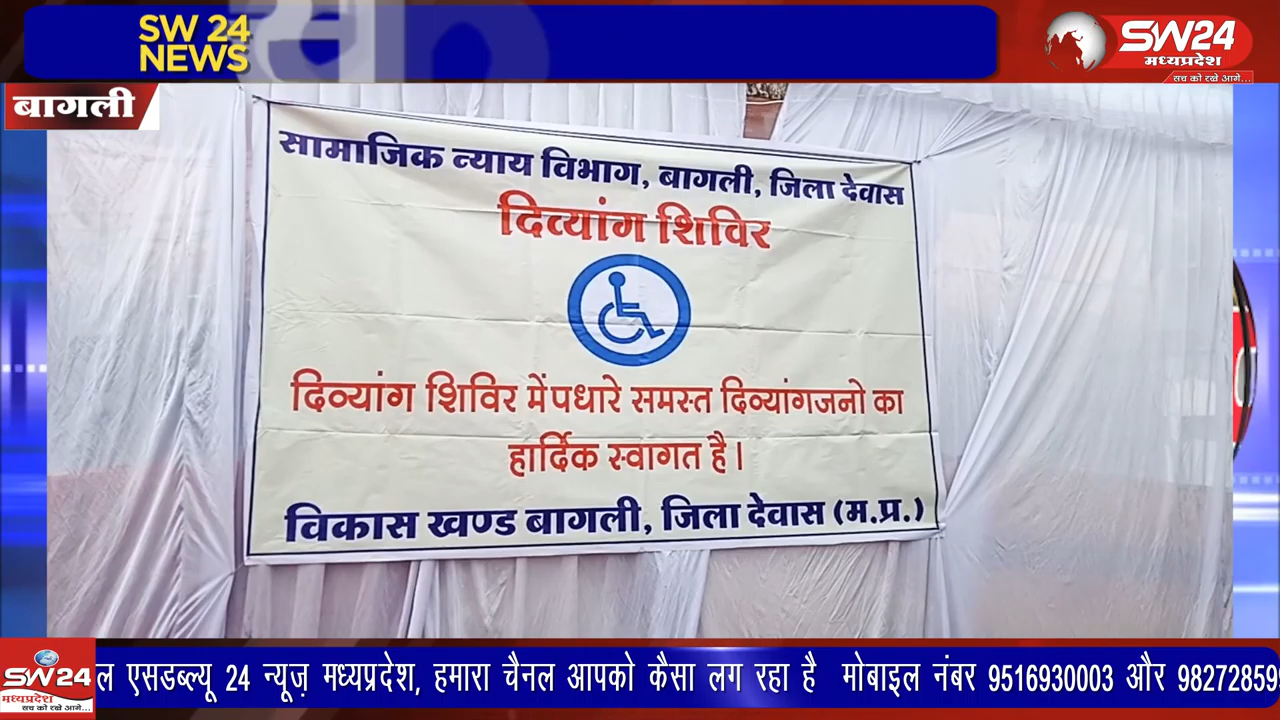 SW 24
NEWS
SW24
मध्यप्रदेश
सच को रखे आगे...
बागली
सामाजिक न्याय विभाग, बागली, जिला देवास
दिव्यांग शिविर
दिव्यांग शिविर में पधारे समस्त दिव्यांगजनो का
हार्दिक स्वागत है।
विकास खण्ड बागली, जिला देवास (म.प्र.)
SW24
मध्यप्रदेश
सच को रखे आगे...
ल एसडब्ल्यू 24 न्यूज़ मध्यप्रदेश, हमारा चैनल आपको कैसा लग रहा है मोबाइल नंबर 9516930003 और 98272859